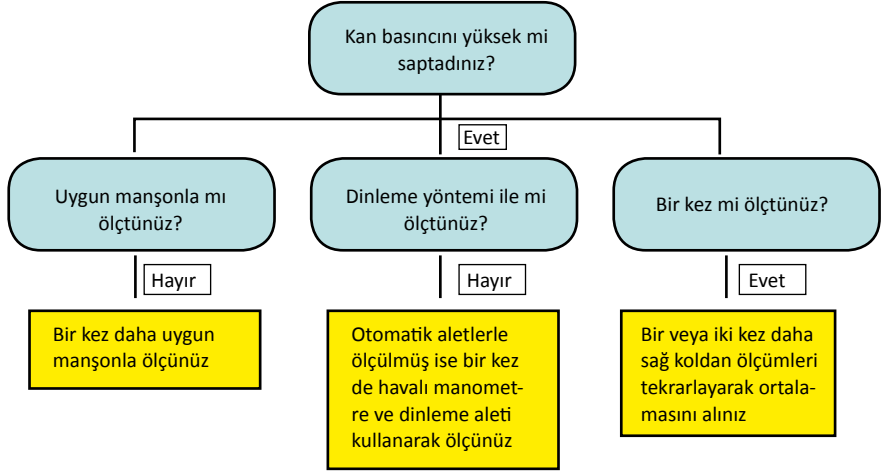 Kan basıncını yüksek mi
saptadınız?
Evet
Uygun manşonla mı
ölçtünüz?
Dinleme yöntemi ile mi
ölçtünüz?
Bir kez mi ölçtünüz?
Hayır
Hayır
Evet
Bir kez daha uygun
manşonla ölçünüz
Otomatik aletlerle
ölçülmüş ise bir kez
de havalı manomet-
re ve dinleme aleti
kullanarak ölçünüz
Bir veya iki kez daha
sağ koldan ölçümleri
tekrarlayarak ortala-
masını alınız